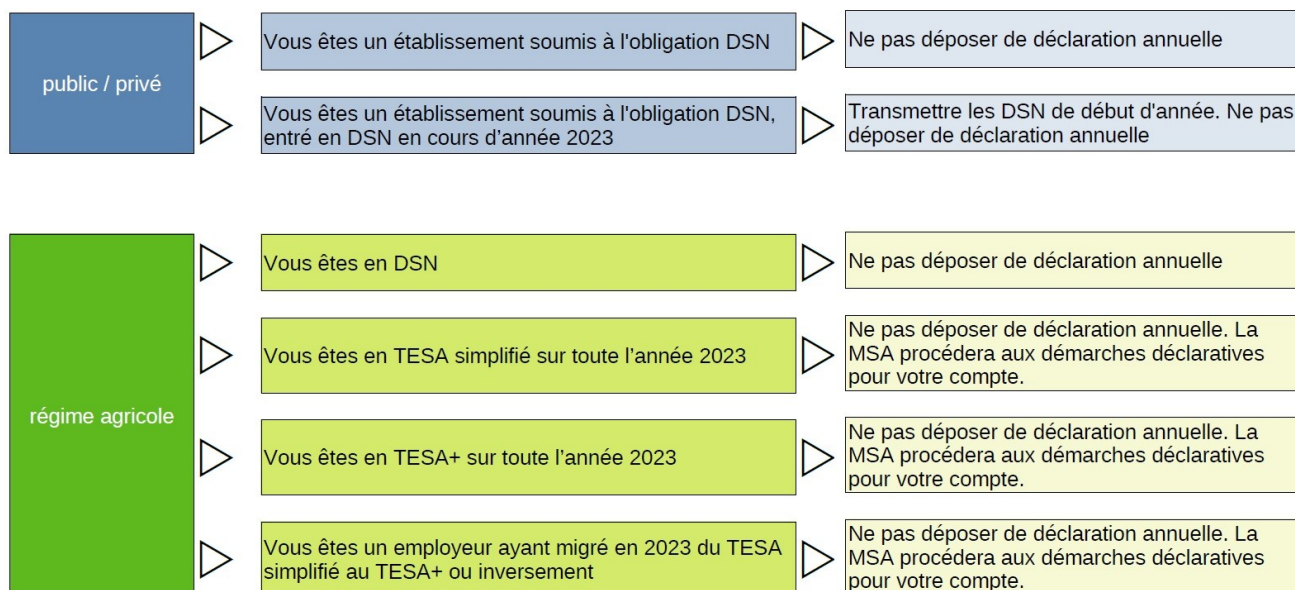 public / privé
Vous êtes un établissement soumis à l'obligation DSN
Ne pas déposer de déclaration annuelle
Vous êtes un établissement soumis à l'obligation DSN,
entré en DSN en cours d’année 2023
Transmettre les DSN de début d'année. Ne pas
déposer de déclaration annuelle
régime agricole
Vous êtes en DSN
Ne pas déposer de déclaration annuelle
Vous êtes en TESA simplifié sur toute l’année 2023
Ne pas déposer de déclaration annuelle. La
MSA procédera aux démarches déclaratives
pour votre compte.
Vous êtes en TESA+ sur toute l’année 2023
Ne pas déposer de déclaration annuelle. La
MSA procédera aux démarches déclaratives
pour votre compte.
Vous êtes un employeur ayant migré en 2023 du TESA
simplifié au TESA+ ou inversement
Ne pas déposer de déclaration annuelle. La
MSA procédera aux démarches déclaratives
pour votre compte.